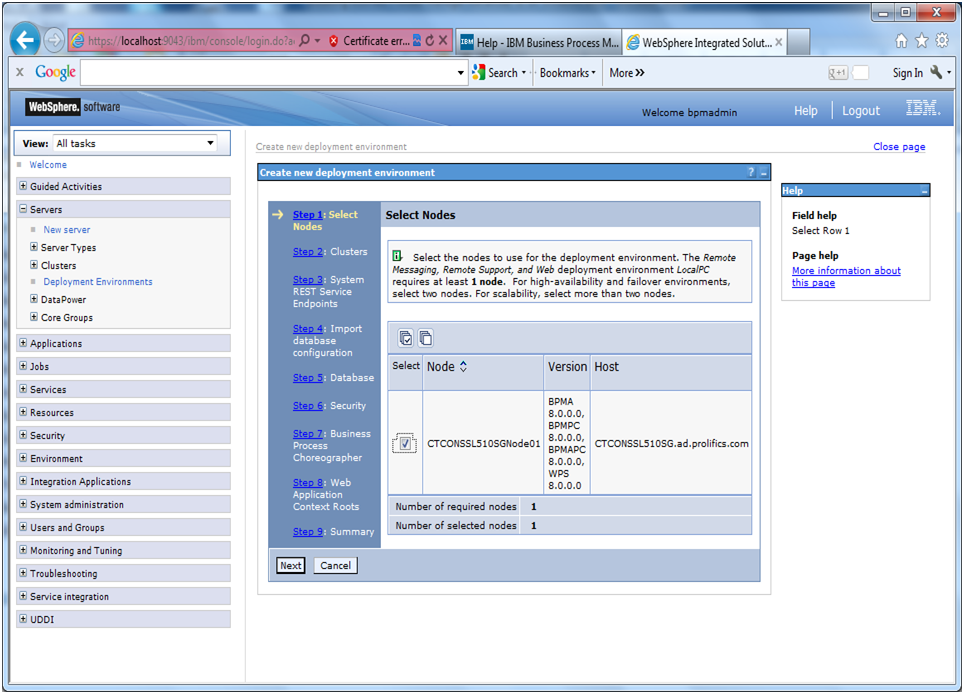 https://localhost:9043/ibm/console/login.do?a
Certificate err...
IBM Help - IBM Business Process M...
WebSphere Integrated Solut...
x Google
Search
Bookmarks
More »
+1
Sign In
WebSphere. software
Welcome bpmadmin
Help
Logout
IBM.
View: All tasks
Welcome
Guided Activities
Servers
New server
Server Types
Clusters
Deployment Environments
DataPower
Core Groups
Applications
Jobs
Services
Resources
Security
Environment
Integration Applications
System administration
Users and Groups
Monitoring and Tuning
Troubleshooting
Service integration
UDDI
Create new deployment environment
Close page
Create new deployment environment
? _
Step 1: Select
Nodes
Step 2: Clusters
Step 3: System
REST Service
Endpoints
Step 4: Import
database
configuration
Step 5: Database
Step 6: Security
Step 7: Business
Process
Choreographer
Step 8: Web
Application
Context Roots
Step 9: Summary
Select Nodes
Select the nodes to use for the deployment environment. The Remote
Messaging, Remote Support, and Web deployment environment LocalPC
requires at least 1 node. For high-availability and failover environments,
select two nodes. For scalability, select more than two nodes.
Select Node Version Host
CTCONSSL510SGNode01
BPMA
8.0.0.0,
BPMPC
8.0.0.0,
BPMAPC
8.0.0.0,
WPS
8.0.0.0
CTCONSSL510SG.ad.prolifics.com
Number of required nodes 1
Number of selected nodes 1
Next
Cancel
Help
Field help
Select Row 1
Page help
More information about
this page